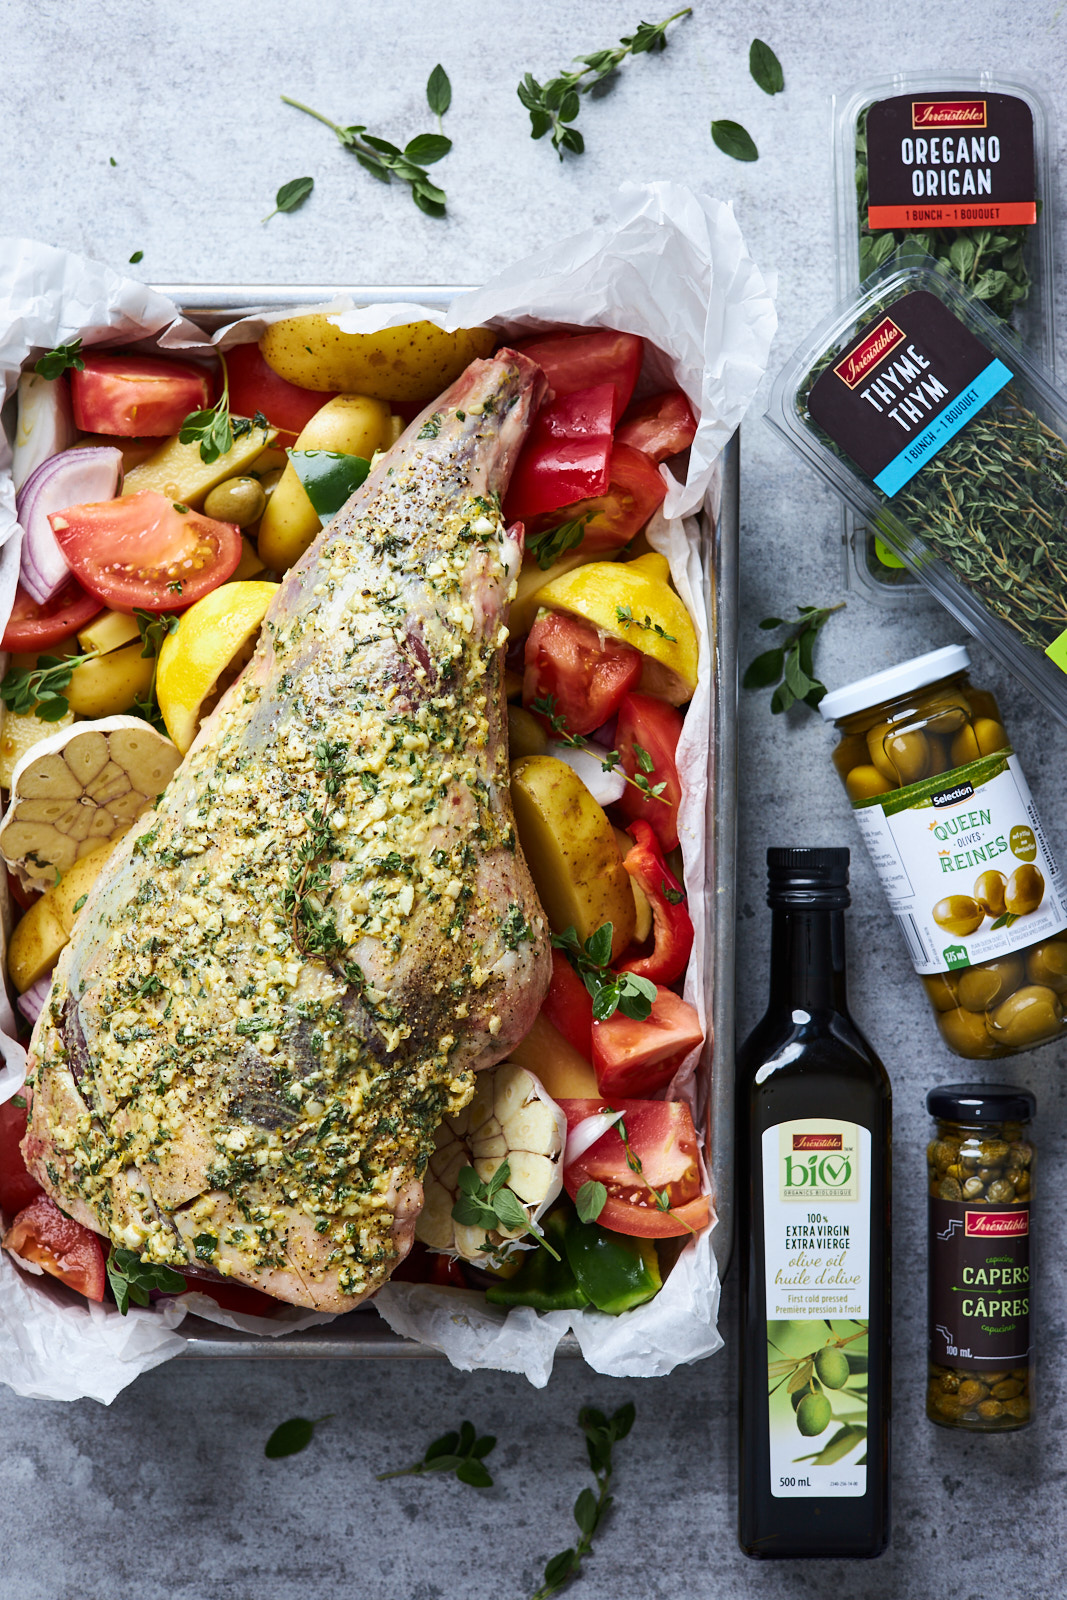 Irresistibles
OREGANO
ORIGAN
1 BUNCH - 1 BOUQUET
Irresistibles
THYME
THYM
1 BUNCH - 1 BOUQUET
Selection
QUEEN
- OLIVES -
REINES
375 mL
Irresistibles
biO
ORGANICS BIOLOGIQUE
100%
EXTRA VIRGIN
EXTRA VIERGE
olive oil
huile d'olive
First cold pressed
Première pression à froid
500 mL
Irresistibles
capucine
CAPERS
CÂPRES
capucines
100 mL